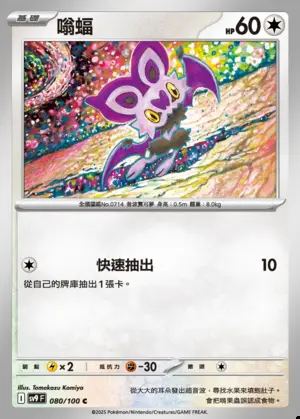 基礎 嗡蝠 HP 60
全國圖鑑No.0714 音波寶可夢 身高：0.5m 體重：8.0kg
快速抽出 10
從自己的牌庫抽出1張卡。
弱點 ×2 抵抗力 -30 撤退
Illus. Tomokazu Komiya
I SV9 F 080/100 C
從大大的耳朵發出超音波，尋找水果來填飽肚子。
會把鳴果蟲誤認成食物。
©2025 Pokémon/Nintendo/Creatures/GAME FREAK.